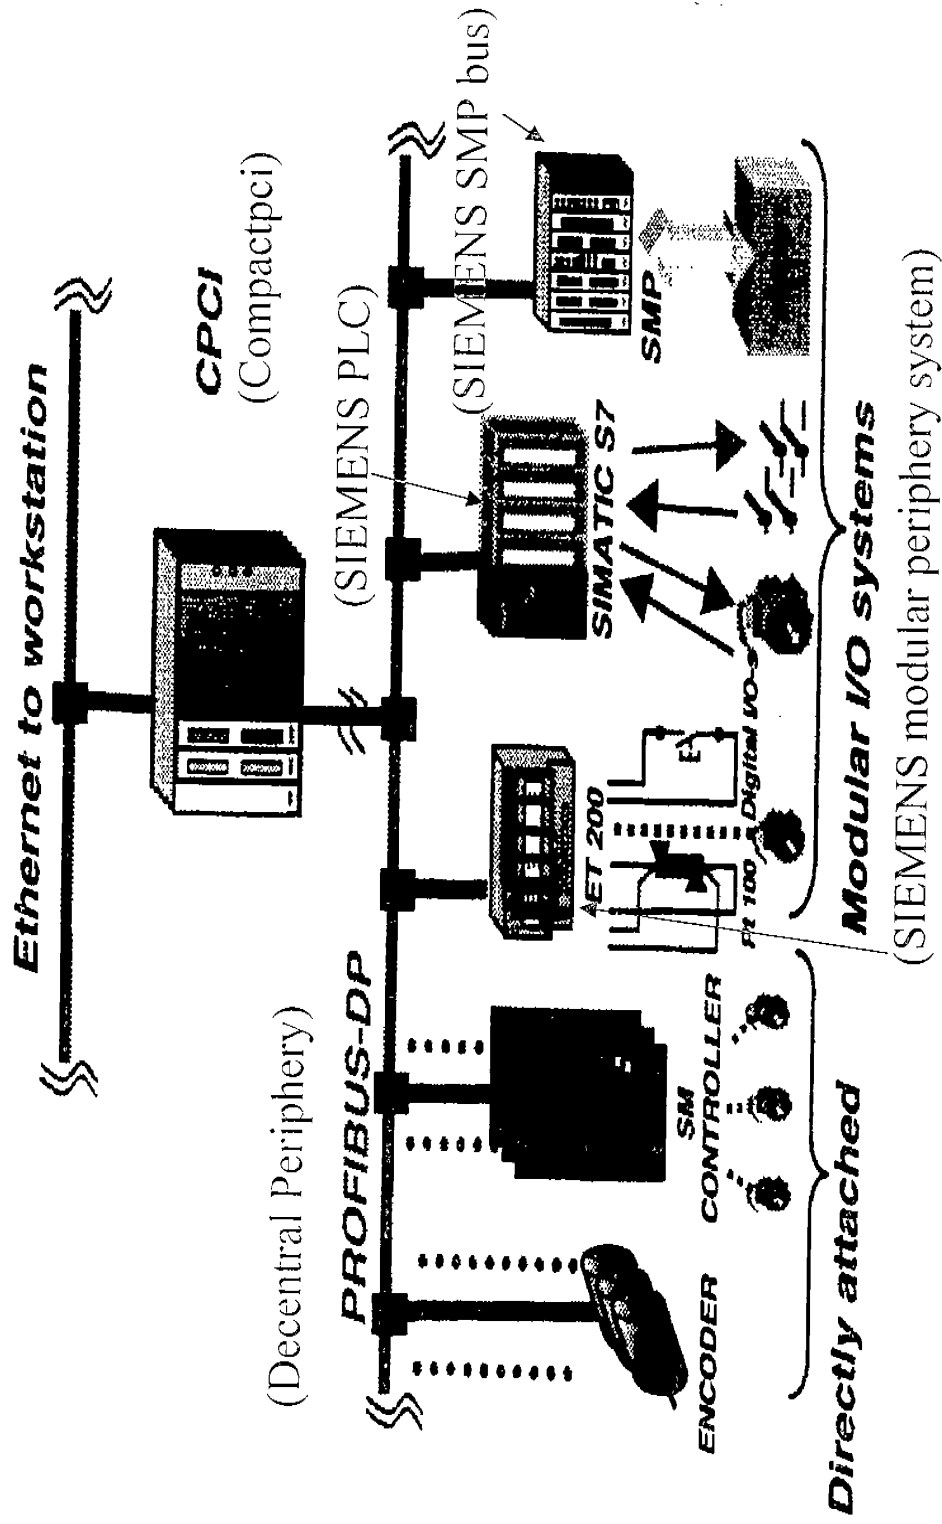 Ethernet to workstation
CPCI
(Compactpci)
(Decentral Periphery)
PROFIBUS-DP
(SIEMENS PLC)
(SIEMENS SMP bus)
ENCODER
SM
CONTROLLER
ET 200
SIMATIC S7
SMP
Pt 100
Digital I/O-s
Directly attached
Modular I/O systems
(SIEMENS modular periphery system)